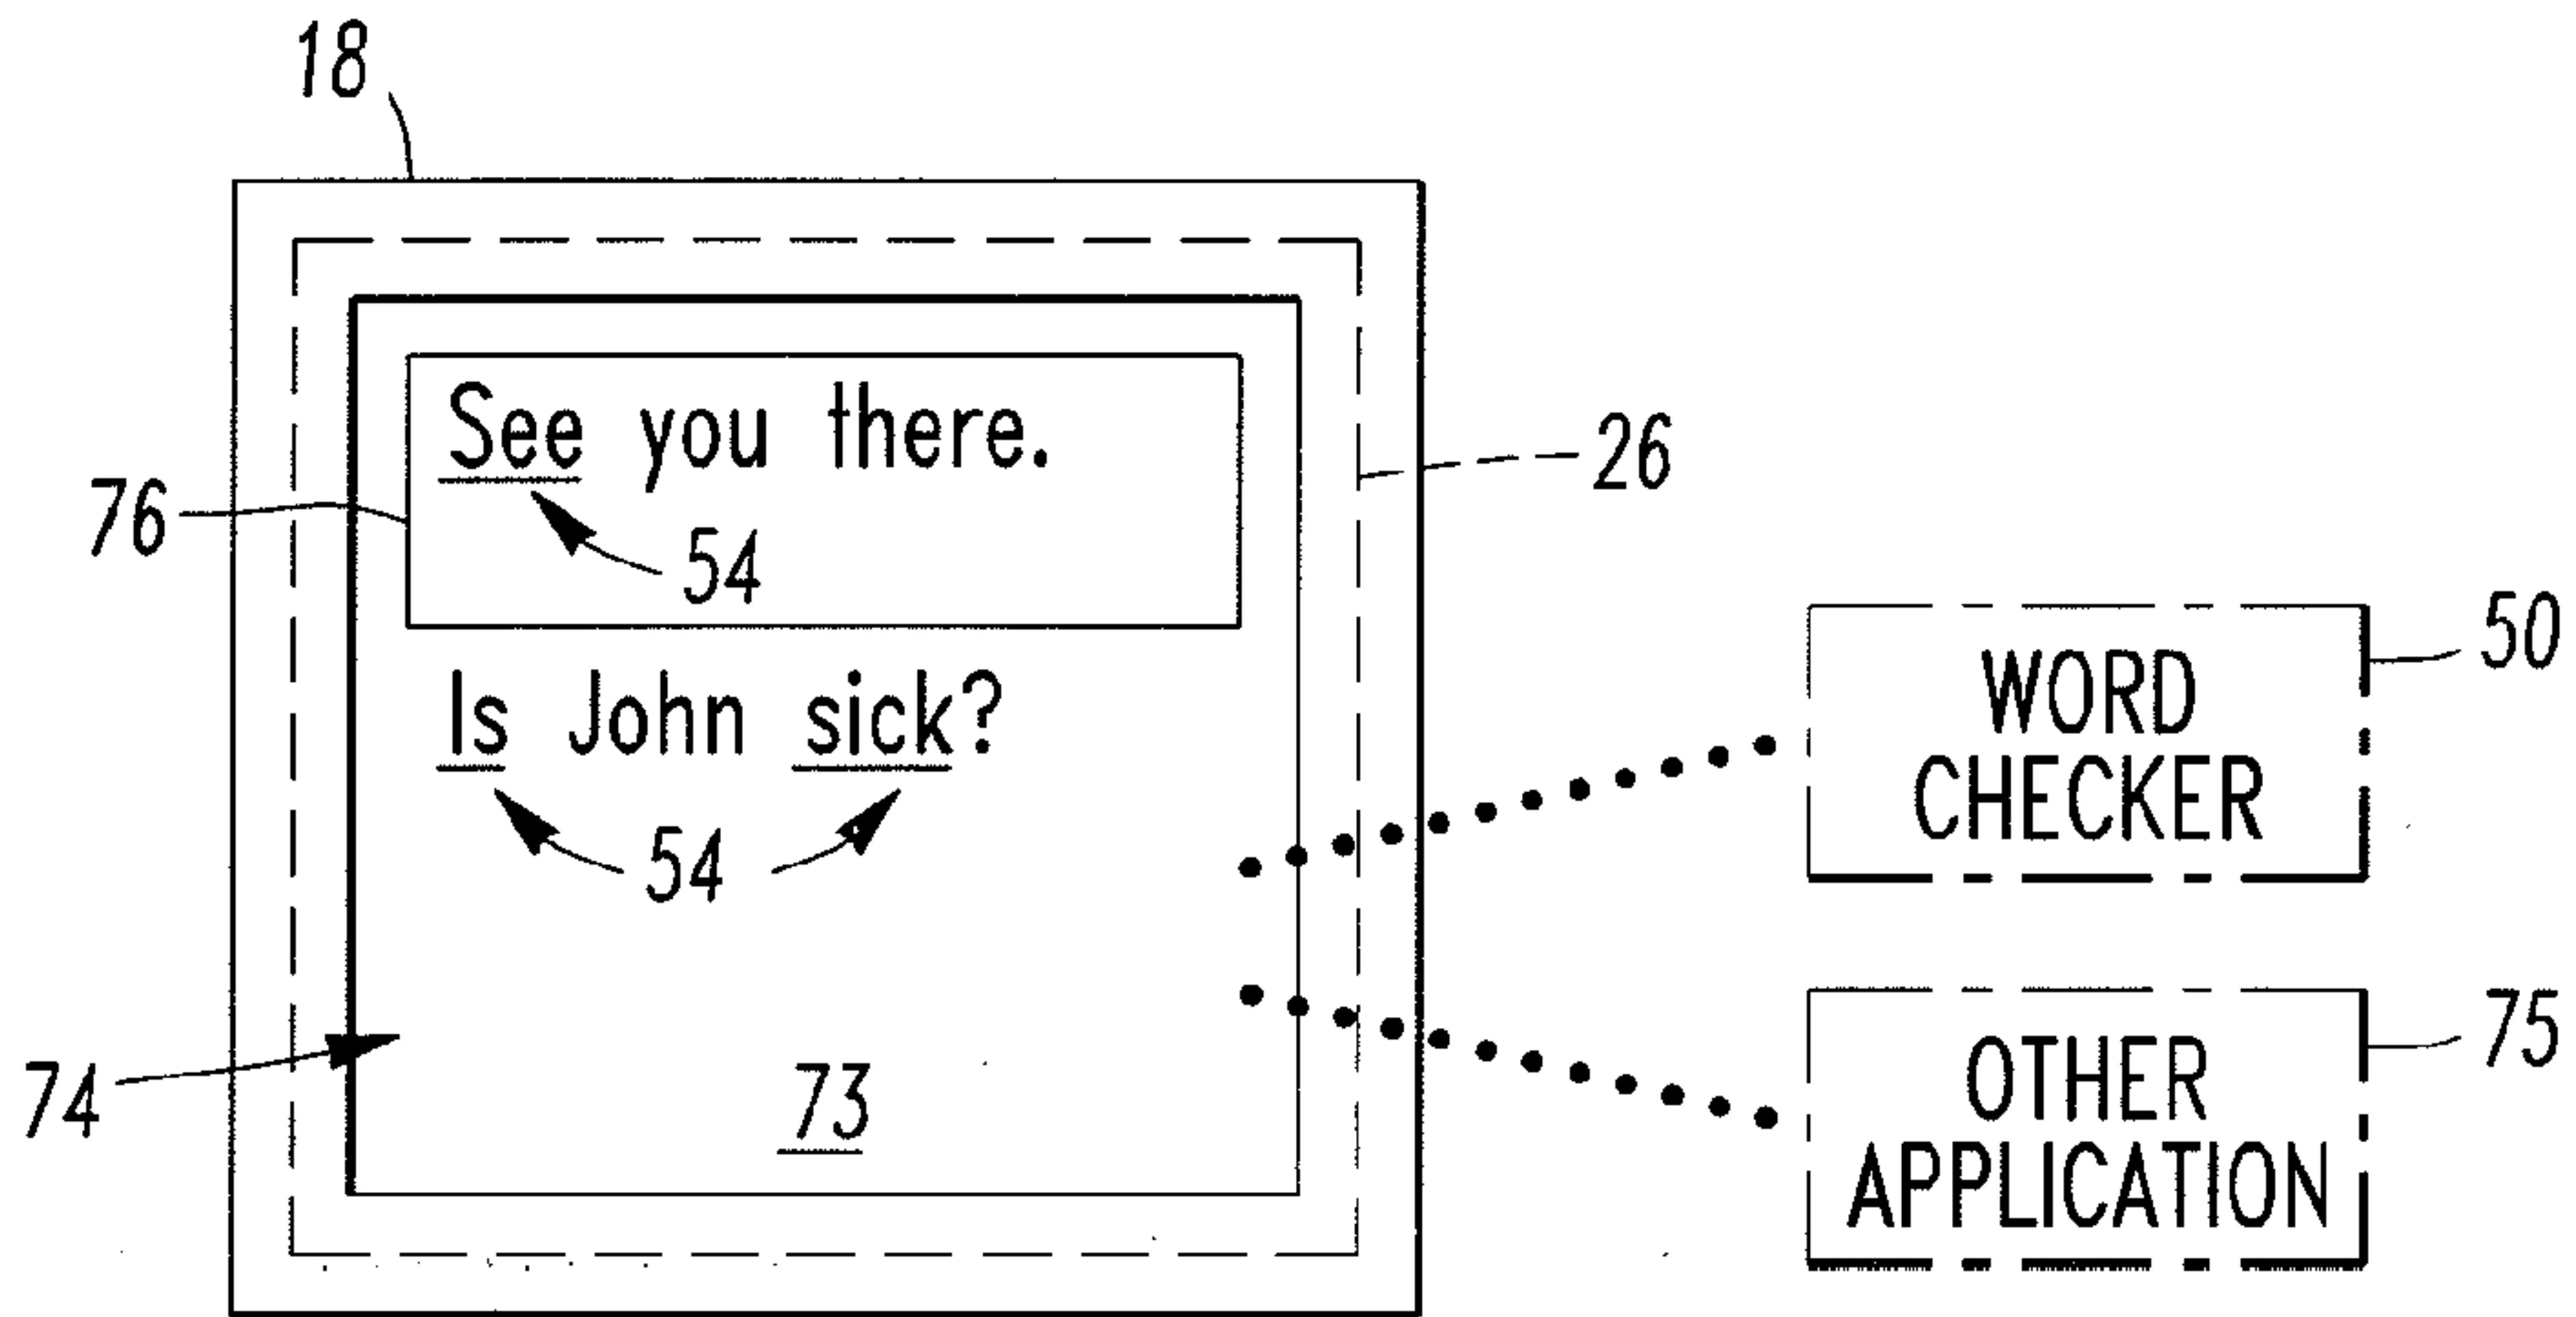 18
See you there.
26
76
54
Is John sick?
54
WORD
CHECKER
50
OTHER
APPLICATION
75
74
73